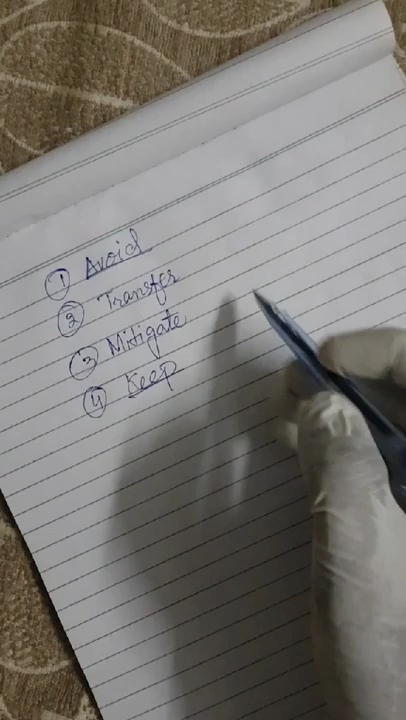 ① Avoid
② Transfer
③ Mitigate
④ Keep